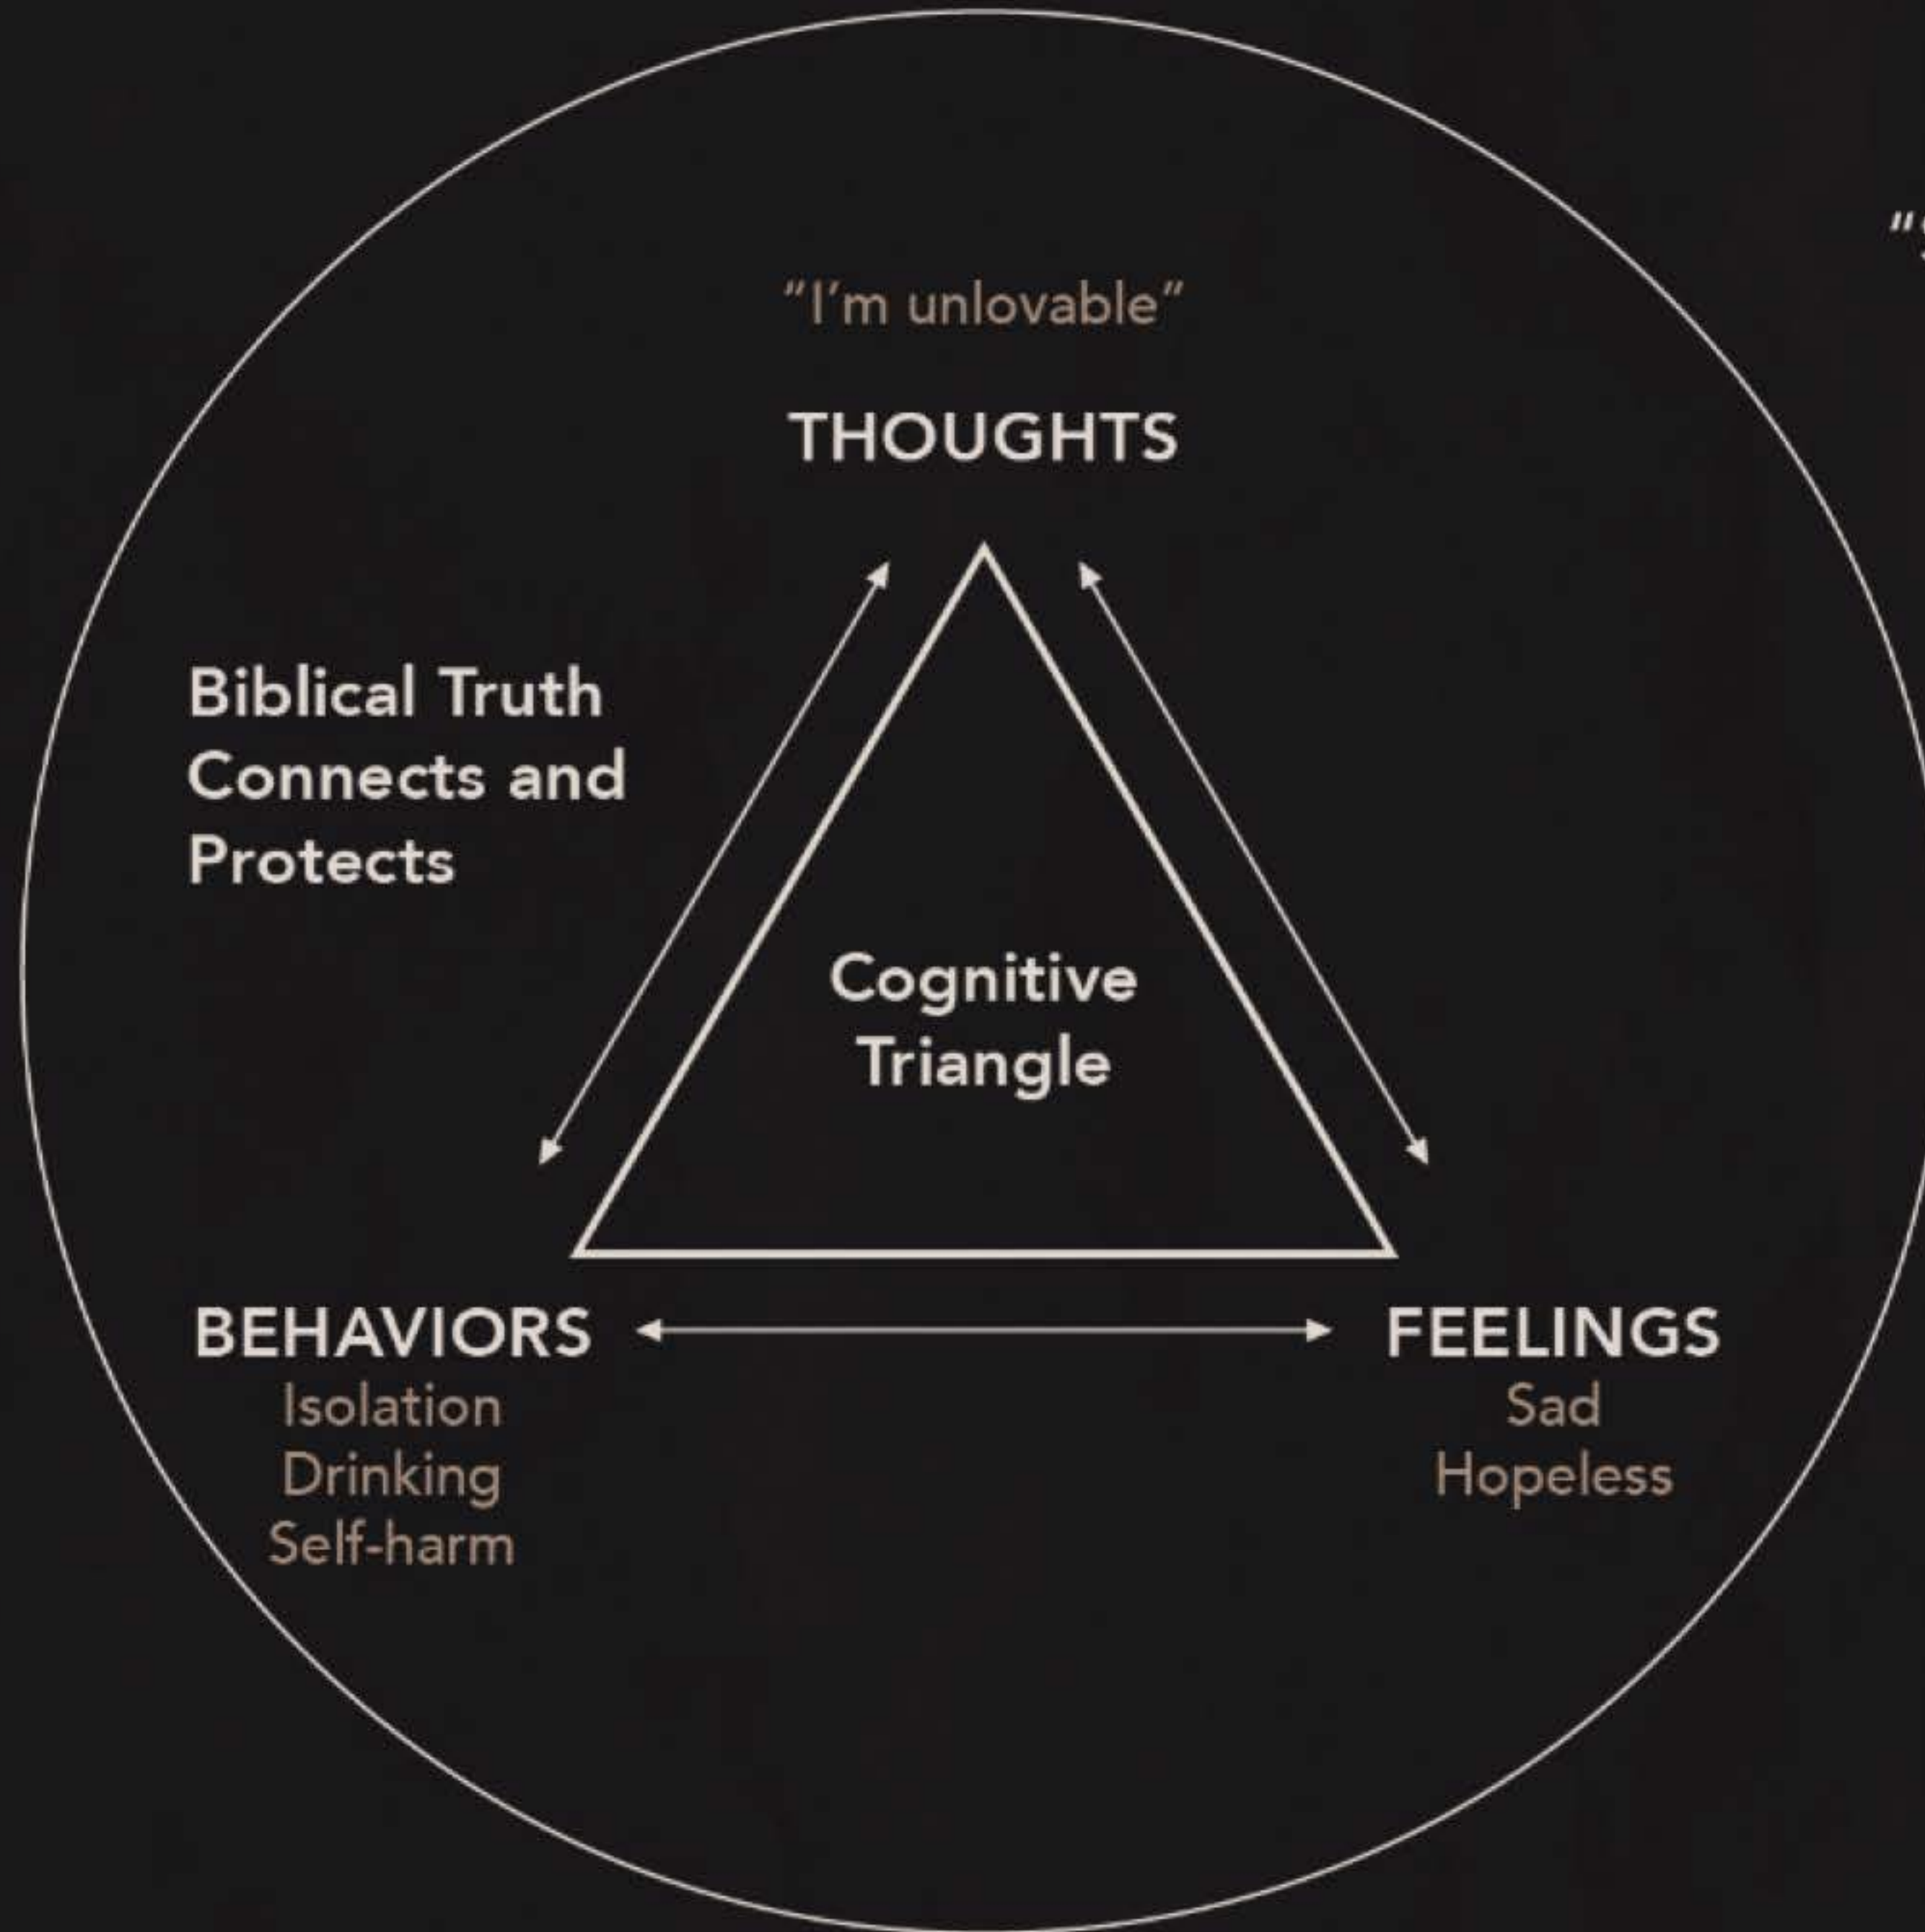 "I'm unlovable"
THOUGHTS
Biblical Truth
Connects and
Protects
Cognitive
Triangle
BEHAVIORS
Isolation
Drinking
Self-harm
FEELINGS
Sad
Hopeless